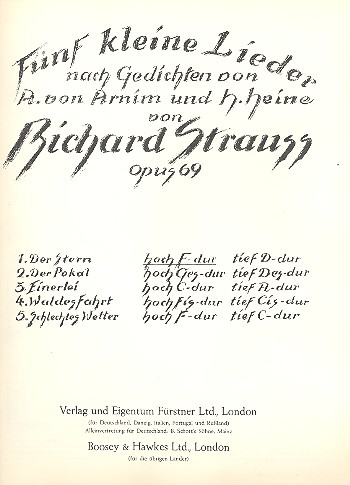 Fünf kleine Lieder
nach Gedichten von
A. von Arnim und H. Heine
von
Richard Strauss
opus 69
1. Der Stern hoch F-dur tief D-dur
2. Der Pokal hoch Ges-dur tief Des-dur
3. Einerlei hoch C-dur tief A-dur
4. Waldesfahrt hoch Fis-dur tief Cis-dur
5. Schlechtes Wetter hoch F-dur tief C-dur
Verlag und Eigentum Fürstner Ltd., London
(für Deutschland, Danzig, Italien, Portugal und Rußland)
Alleinvertretung für Deutschland, B. Schott's Söhne, Mainz
Boosey & Hawkes Ltd., London
(für die übrigen Länder)